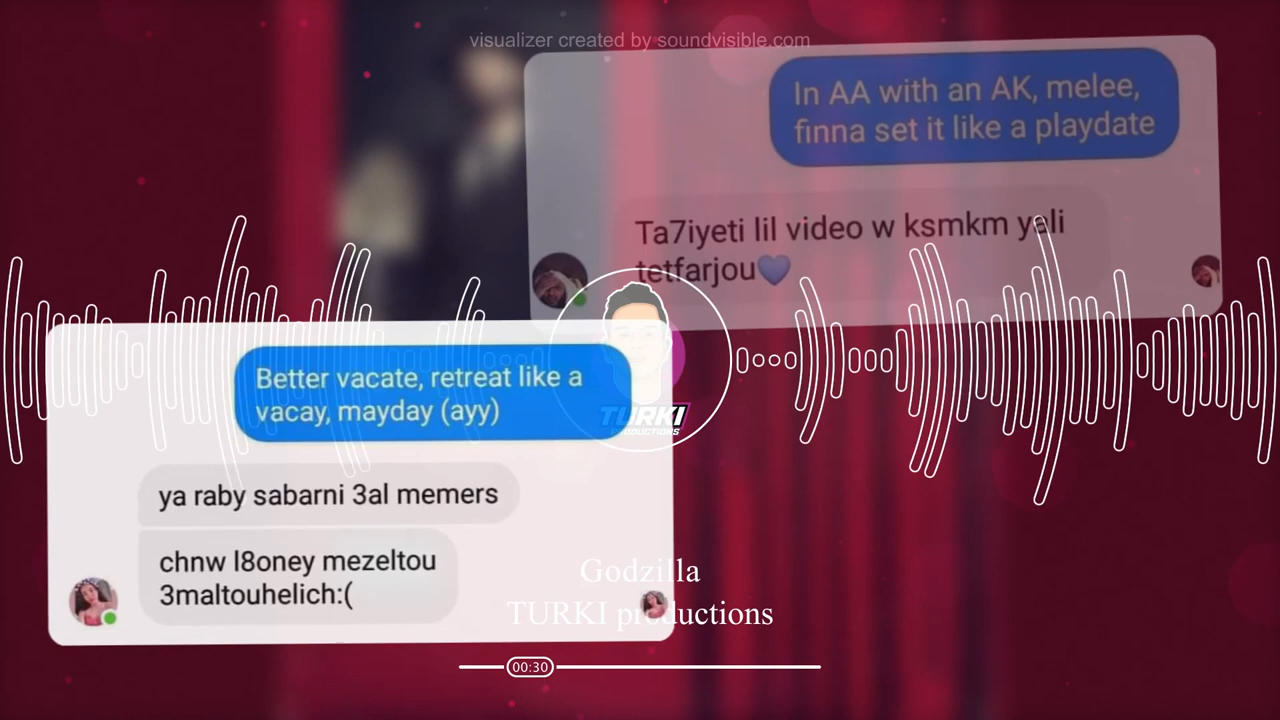 visualizer created by soundvisible.com
In AA with an AK, melee,
finna set it like a playdate
Ta7iyeti lil video w ksmkm yali
tetfarjou💙
Better vacate, retreat like a
vacay, mayday (ayy)
TURKI
PRODUCTIONS
ya raby sabarni 3al memers
chnw l8oney mezeltou
3maltouhelich:(
Godzilla
TURKI productions
00:30